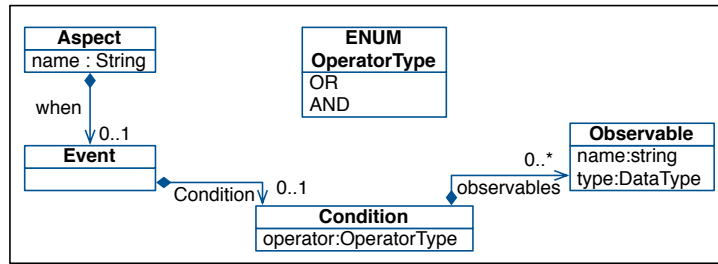 Aspect
name : String
when
0..1
Event
ENUM
OperatorType
OR
AND
Condition
0..1
Condition
operator:OperatorType
observables
0..*
Observable
name:string
type:DataType